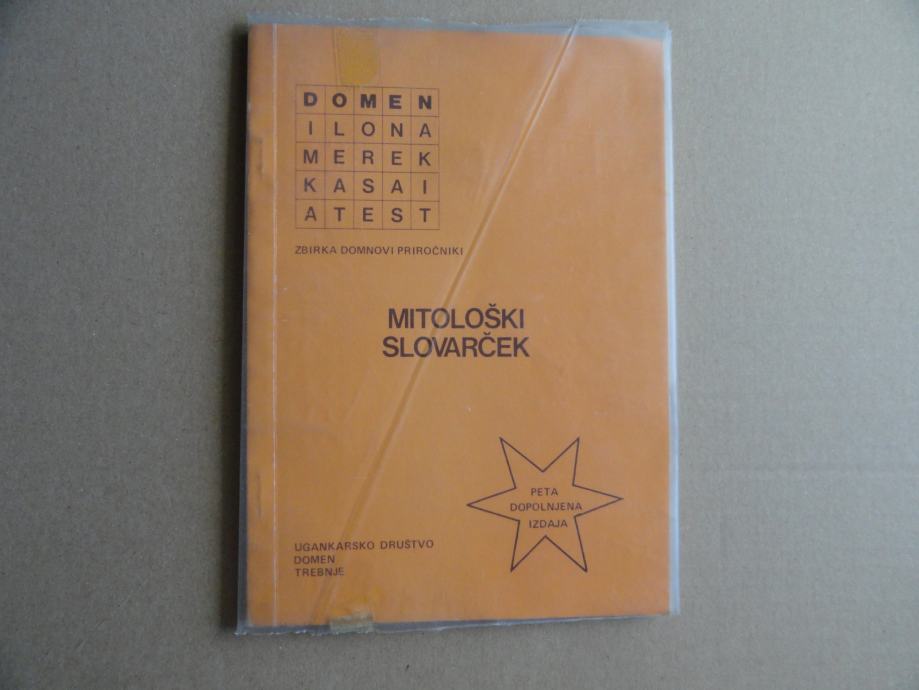 DOMEN
ILONA
MEREK
KASAI
ATEST
ZBIRKA DOMNOVI PRIROČNIKI
MITOLOŠKI
SLOVARČEK
PETA
DOPOLNJENA
IZDAJA
UGANKARSKO DRUŠTVO
DOMEN
TREBNJE